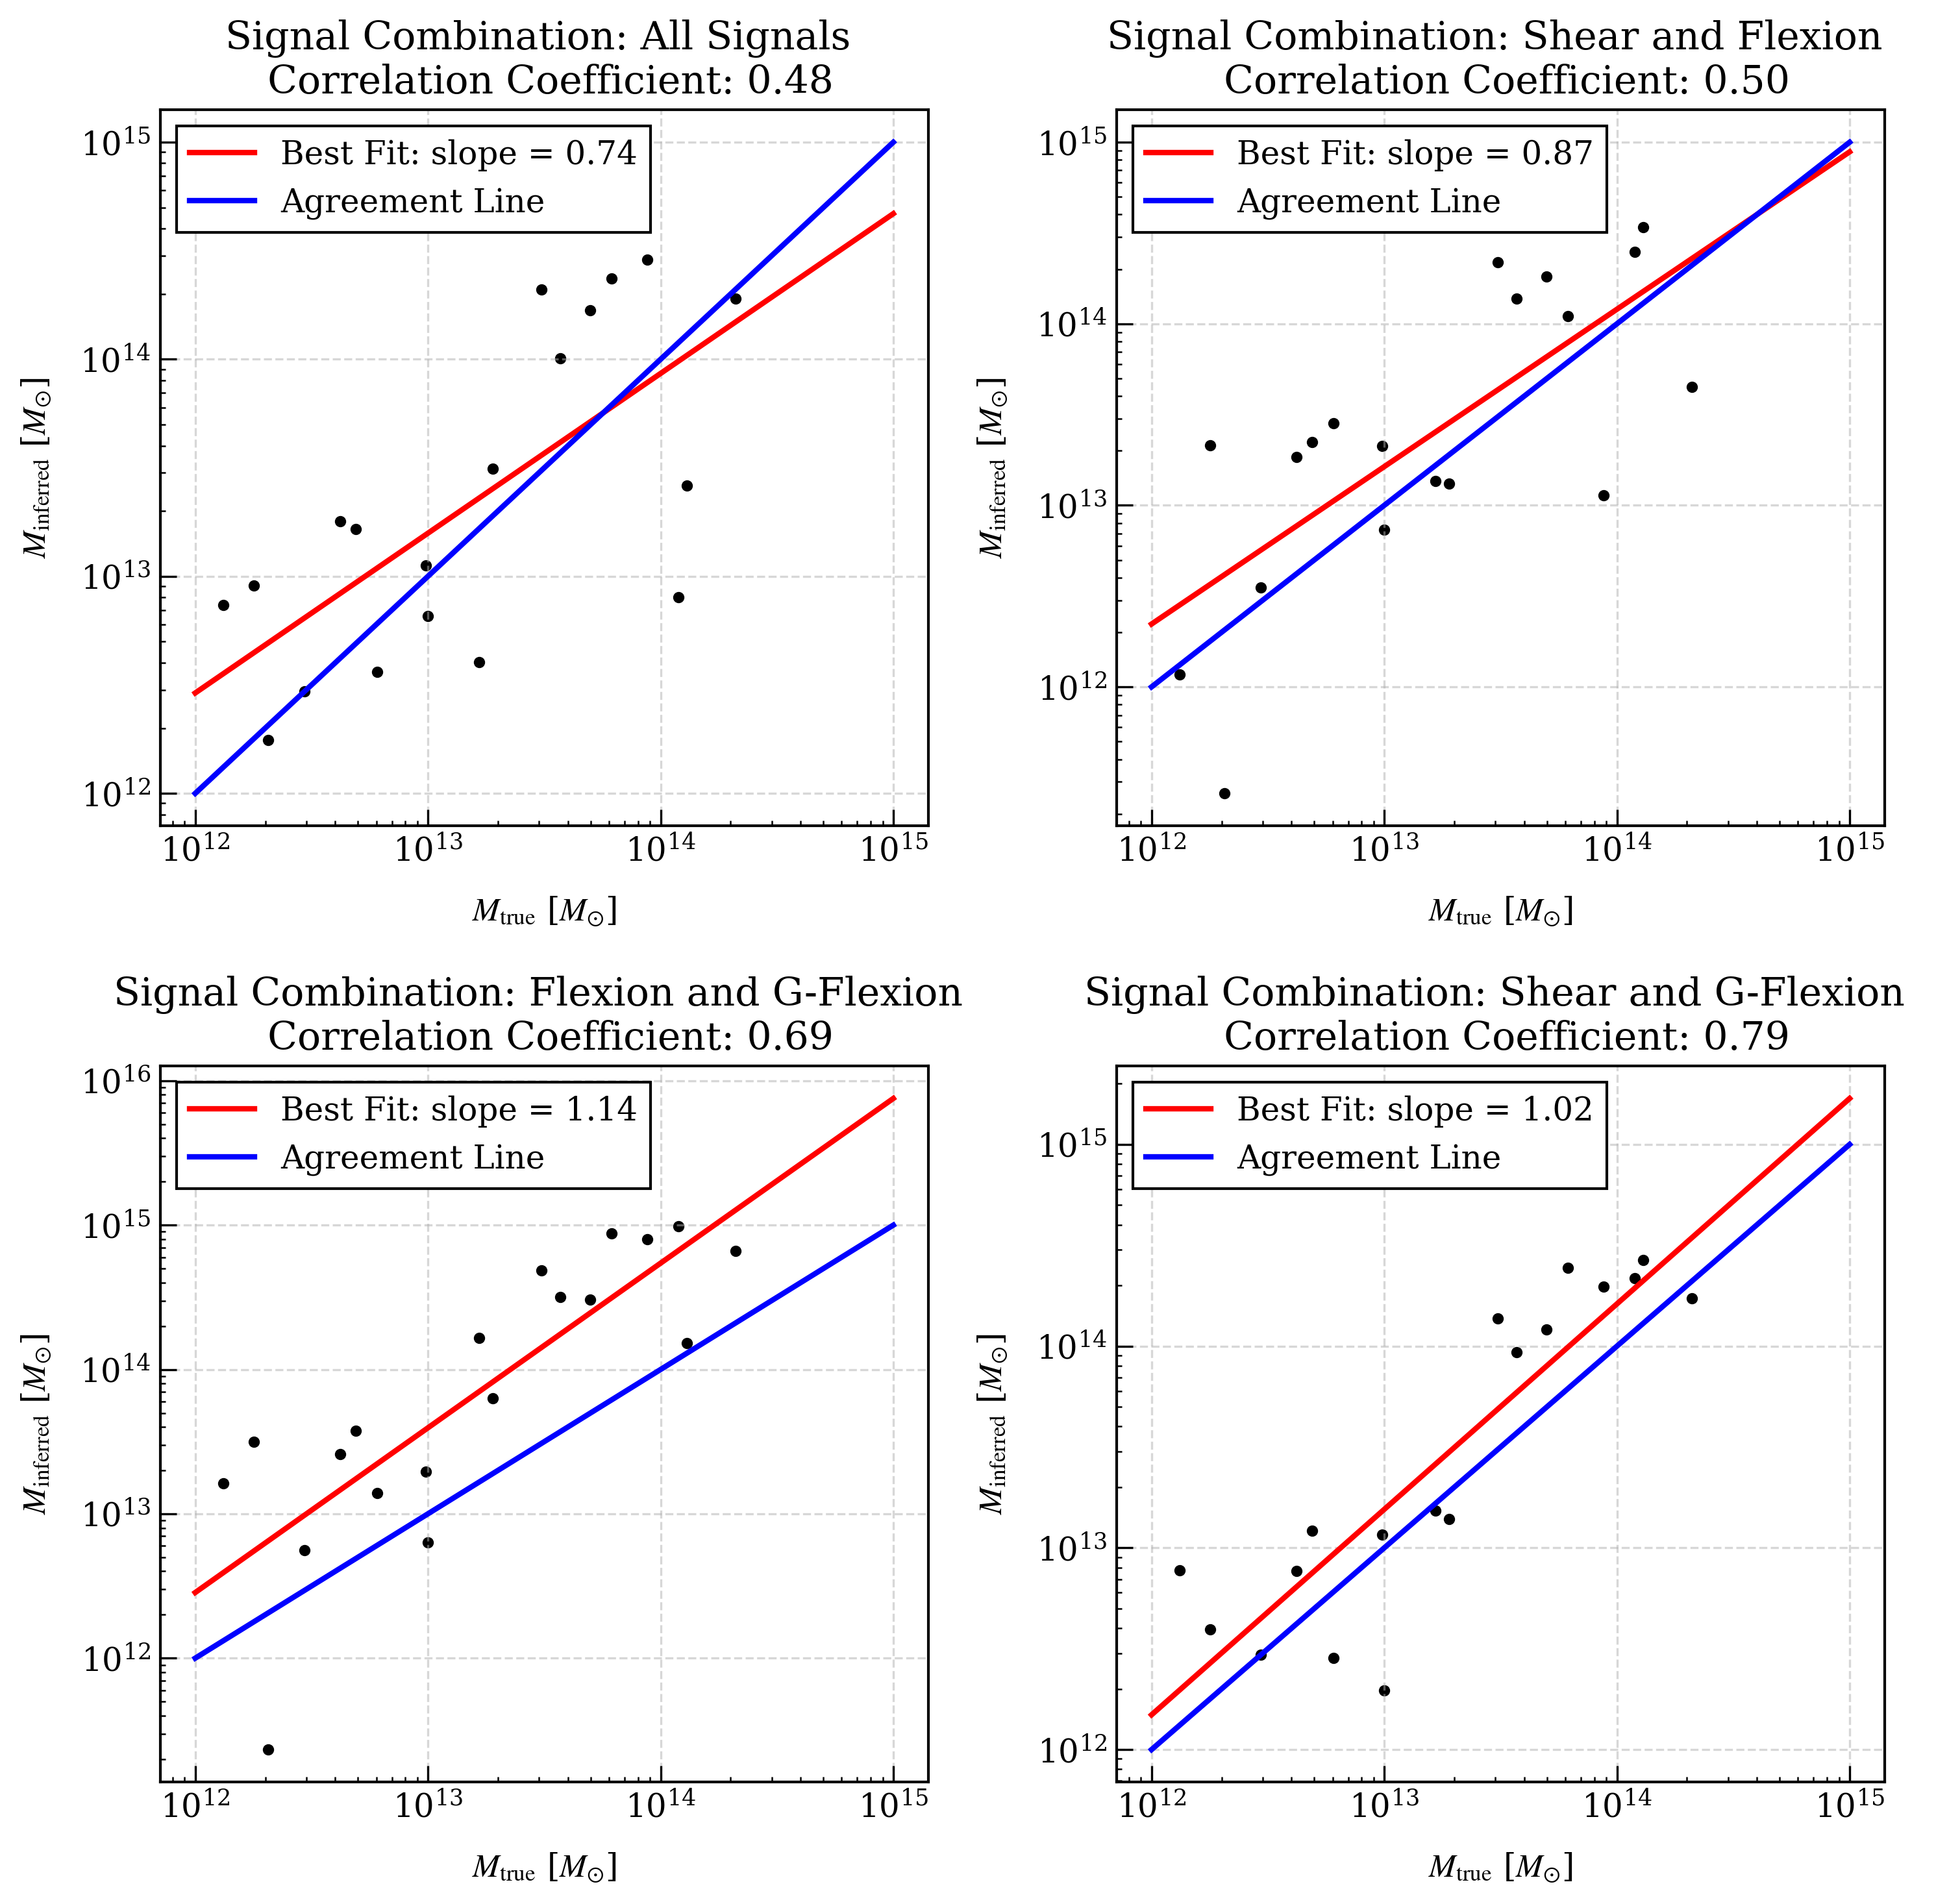 Signal Combination: All Signals
Correlation Coefficient: 0.48
10^15
10^14
10^13
10^12
M_inferred [M_⊙]
Best Fit: slope = 0.74
Agreement Line
10^12 10^13 10^14 10^15
M_true [M_⊙]
Signal Combination: Shear and Flexion
Correlation Coefficient: 0.50
10^15
10^14
10^13
10^12
M_inferred [M_⊙]
Best Fit: slope = 0.87
Agreement Line
10^12 10^13 10^14 10^15
M_true [M_⊙]
Signal Combination: Flexion and G-Flexion
Correlation Coefficient: 0.69
10^16
10^15
10^14
10^13
10^12
M_inferred [M_⊙]
Best Fit: slope = 1.14
Agreement Line
10^12 10^13 10^14 10^15
M_true [M_⊙]
Signal Combination: Shear and G-Flexion
Correlation Coefficient: 0.79
10^15
10^14
10^13
10^12
M_inferred [M_⊙]
Best Fit: slope = 1.02
Agreement Line
10^12 10^13 10^14 10^15
M_true [M_⊙]